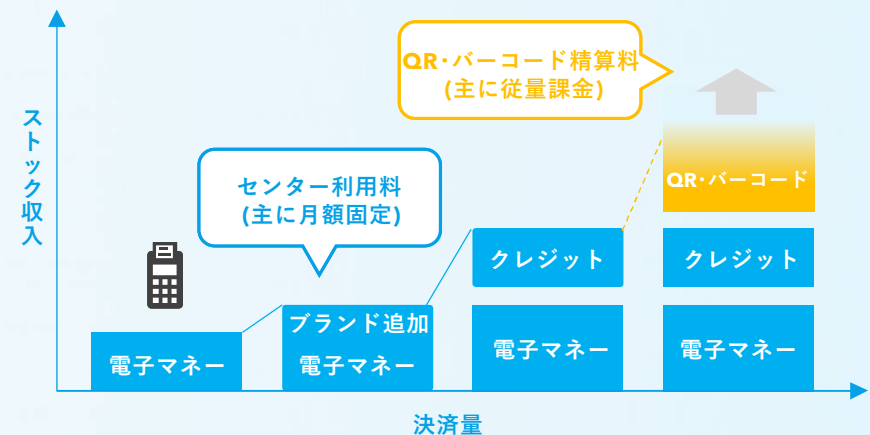 QR・バーコード精算料
(主に従量課金)
ストック収入
センター利用料
(主に月額固定)
QR・バーコード
クレジット
クレジット
ブランド追加
電子マネー
電子マネー
電子マネー
電子マネー
決済量